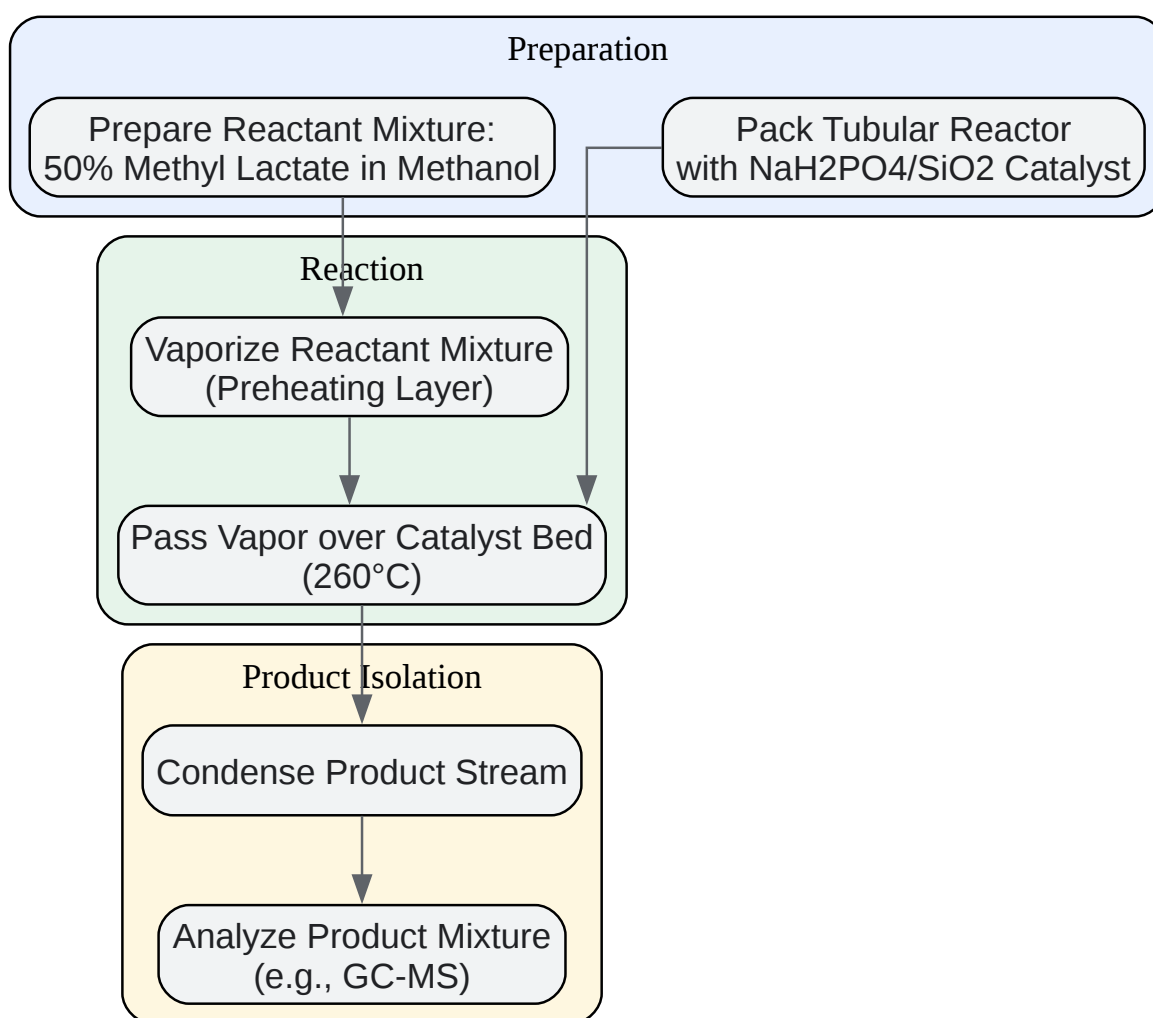 Preparation
Prepare Reactant Mixture:
50% Methyl Lactate in Methanol
Pack Tubular Reactor
with NaH2PO4/SiO2 Catalyst
Reaction
Vaporize Reactant Mixture
(Preheating Layer)
Pass Vapor over Catalyst Bed
(260°C)
Product Isolation
Condense Product Stream
Analyze Product Mixture
(e.g., GC-MS)